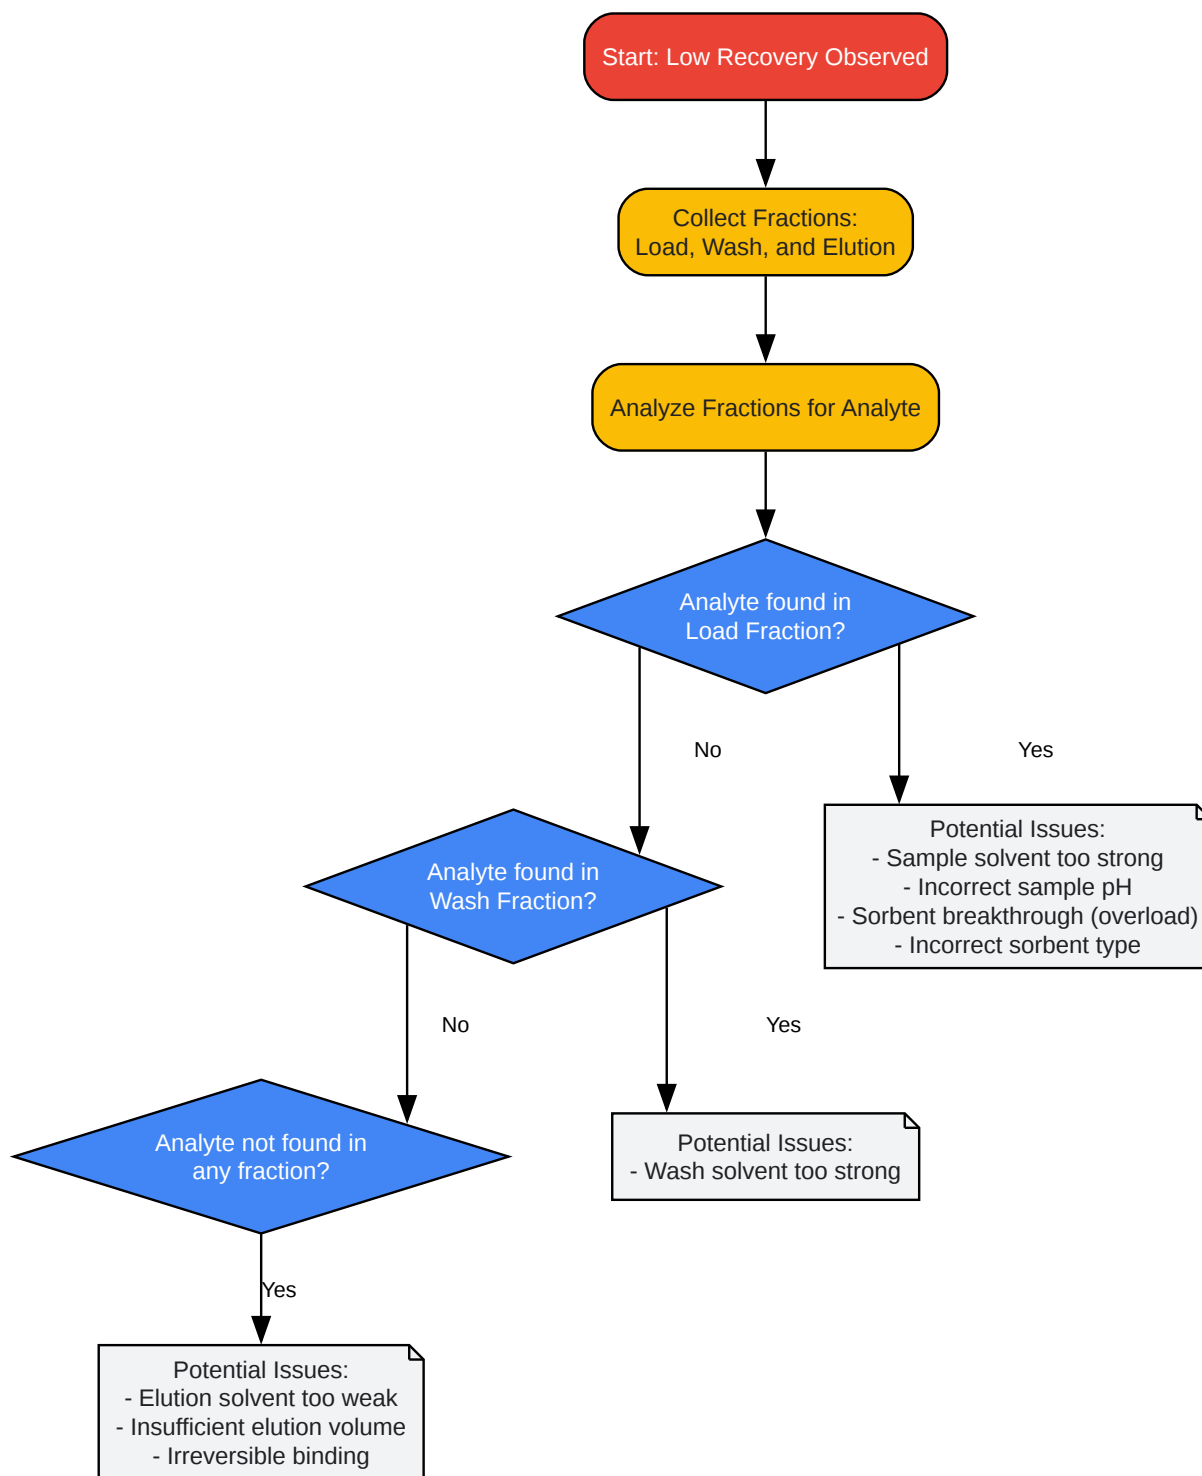 Start: Low Recovery Observed
Collect Fractions:
Load, Wash, and Elution
Analyze Fractions for Analyte
Analyte found in
Load Fraction?
No
Yes
Potential Issues:
- Sample solvent too strong
- Incorrect sample pH
- Sorbent breakthrough (overload)
- Incorrect sorbent type
Analyte found in
Wash Fraction?
No
Yes
Potential Issues:
- Wash solvent too strong
Analyte not found in
any fraction?
Yes
Potential Issues:
- Elution solvent too weak
- Insufficient elution volume
- Irreversible binding